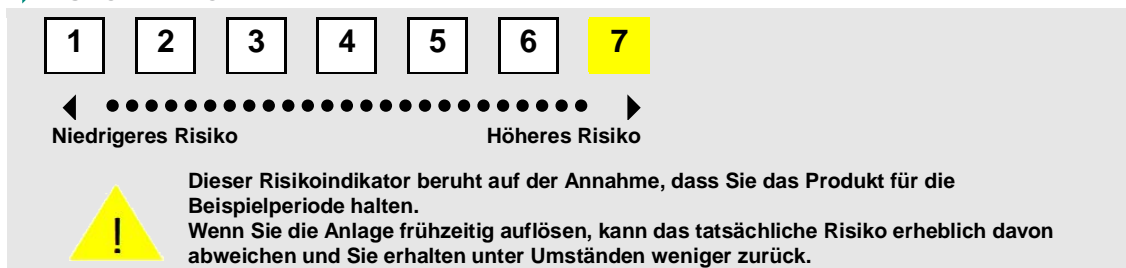 1 2 3 4 5 6 7
Niedrigeres Risiko Höheres Risiko
Dieser Risikoindikator beruht auf der Annahme, dass Sie das Produkt für die
Beispielperiode halten.
! Wenn Sie die Anlage frühzeitig auflösen, kann das tatsächliche Risiko erheblich davon
abweichen und Sie erhalten unter Umständen weniger zurück.